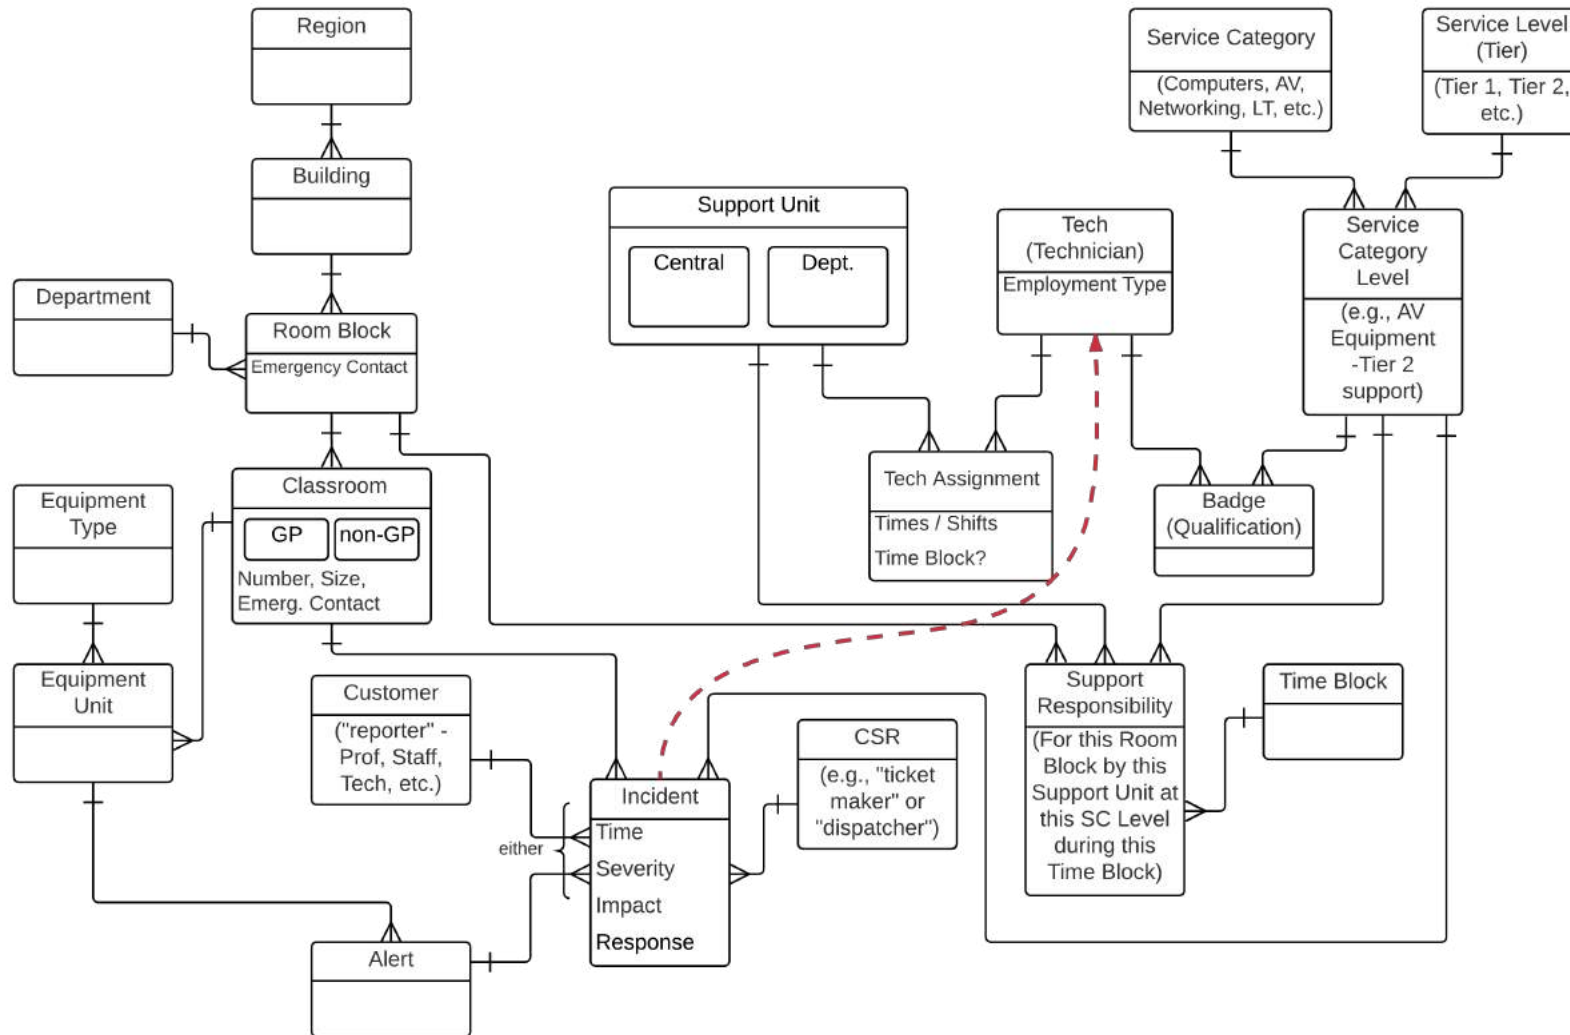 Region
Building
Department
Room Block
Emergency Contact
Classroom
GP
non-GP
Number, Size,
Emerg. Contact
Equipment
Type
Equipment
Unit
Customer
("reporter" -
Prof, Staff,
Tech, etc.)
either
Alert
Incident
Time
Severity
Impact
Response
CSR
(e.g., "ticket
maker" or
"dispatcher")
Support Unit
Central
Dept.
Tech
(Technician)
Employment Type
Tech Assignment
Times / Shifts
Time Block?
Badge
(Qualification)
Service Category
(Computers, AV,
Networking, LT, etc.)
Service Level
(Tier)
(Tier 1, Tier 2,
etc.)
Service
Category
Level
(e.g., AV
Equipment
-Tier 2
support)
Support
Responsibility
(For this Room
Block by this
Support Unit at
this SC Level
during this
Time Block)
Time Block